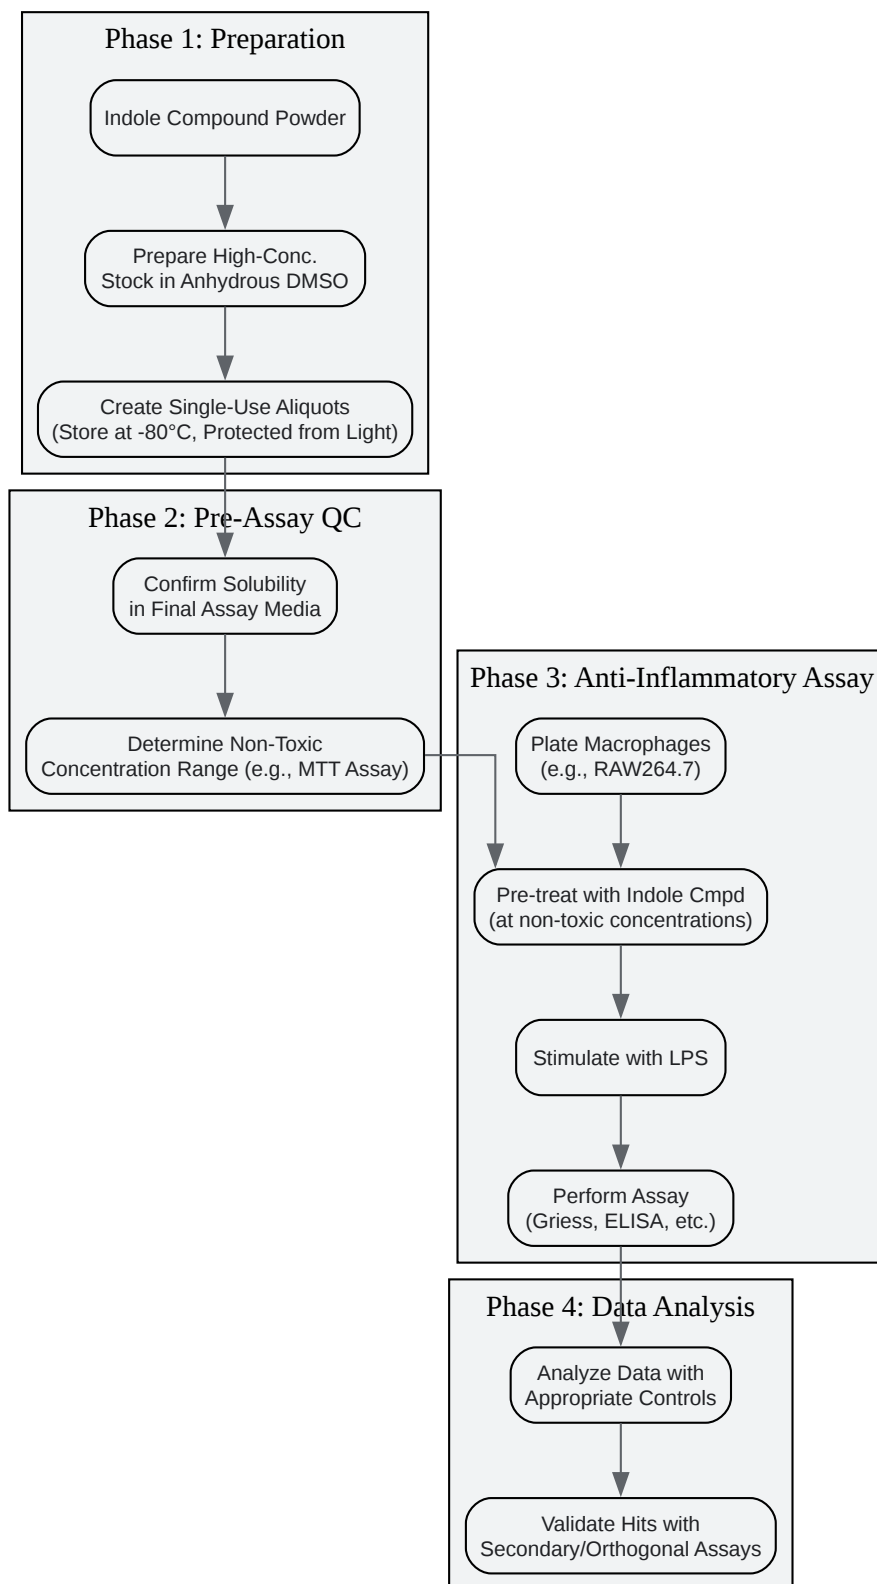 Phase 1: Preparation
Indole Compound Powder
Prepare High-Conc.
Stock in Anhydrous DMSO
Create Single-Use Aliquots
(Store at -80°C, Protected from Light)
Phase 2: Pre-Assay QC
Confirm Solubility
in Final Assay Media
Determine Non-Toxic
Concentration Range (e.g., MTT Assay)
Phase 3: Anti-Inflammatory Assay
Plate Macrophages
(e.g., RAW264.7)
Pre-treat with Indole Cmpd
(at non-toxic concentrations)
Stimulate with LPS
Perform Assay
(Griess, ELISA, etc.)
Phase 4: Data Analysis
Analyze Data with
Appropriate Controls
Validate Hits with
Secondary/Orthogonal Assays